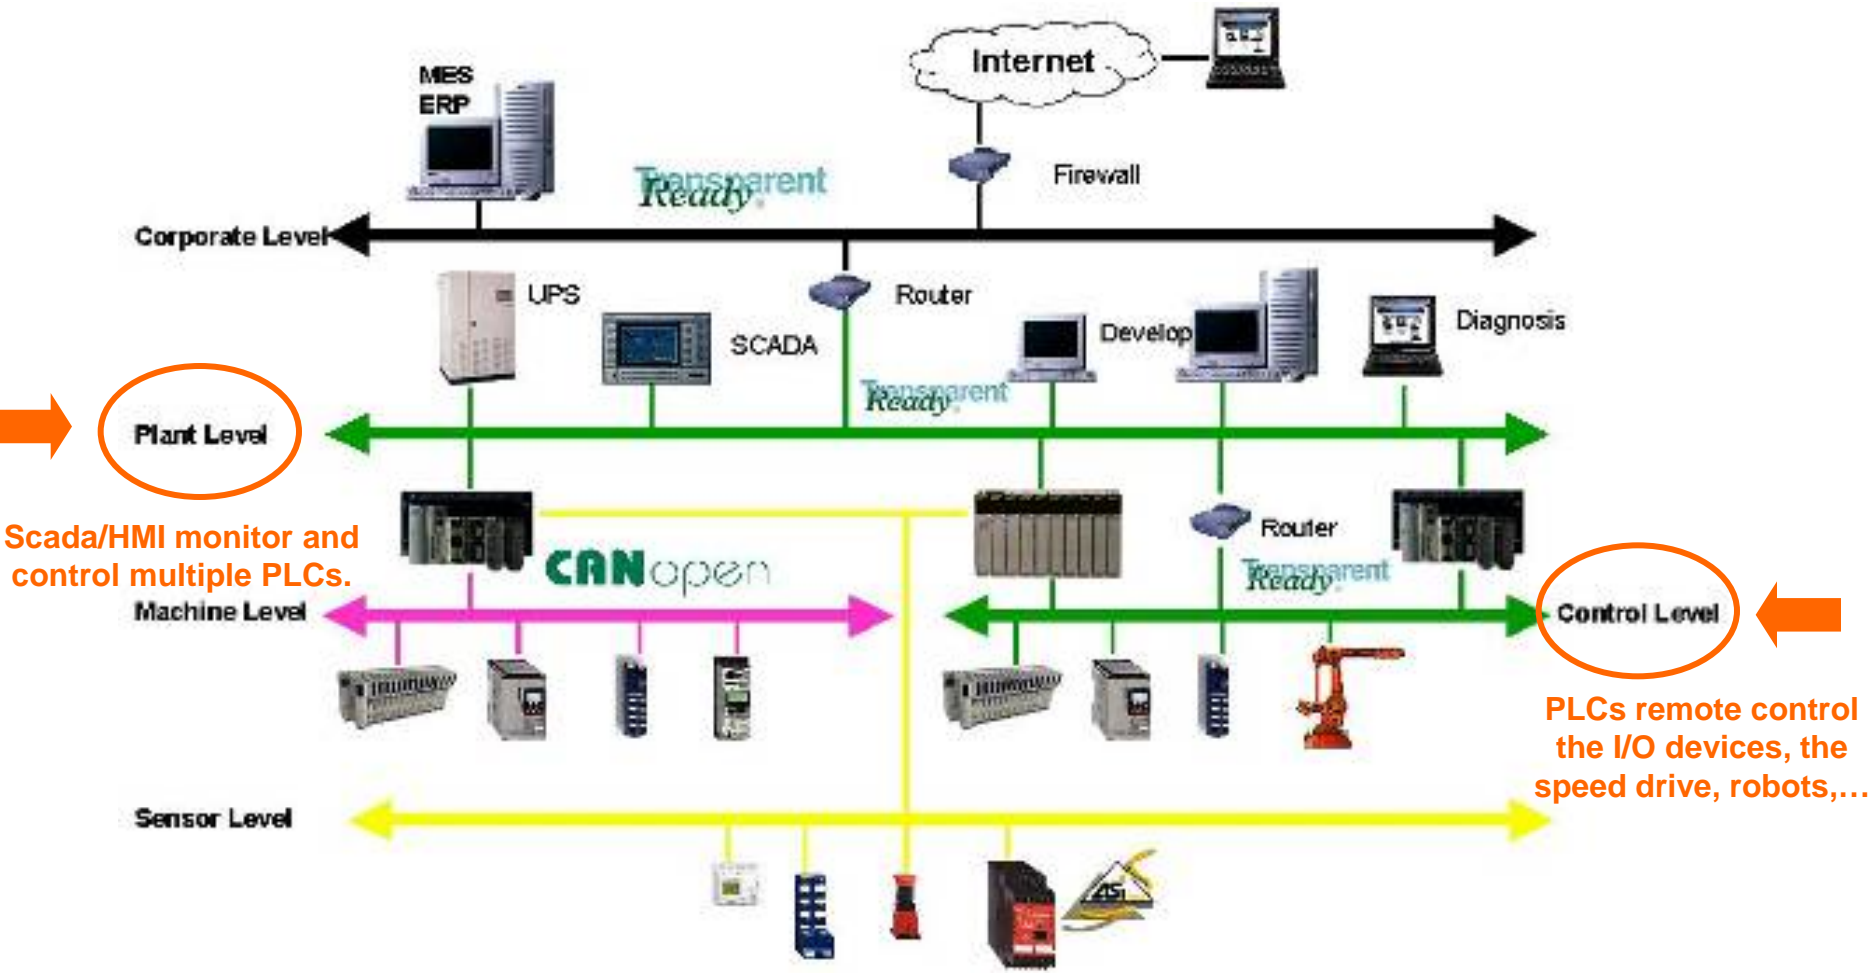 MES
ERP
Internet
Transparent
Ready
Firewall
Corporate Level
UPS
Router
SCADA
Develop
Diagnosis
Transparent
Ready
Plant Level
Scada/HMI monitor and
control multiple PLCs.
CANopen
Router
Transparent
Ready
Machine Level
Control Level
PLCs remote control
the I/O devices, the
speed drive, robots,...
Sensor Level
ASi